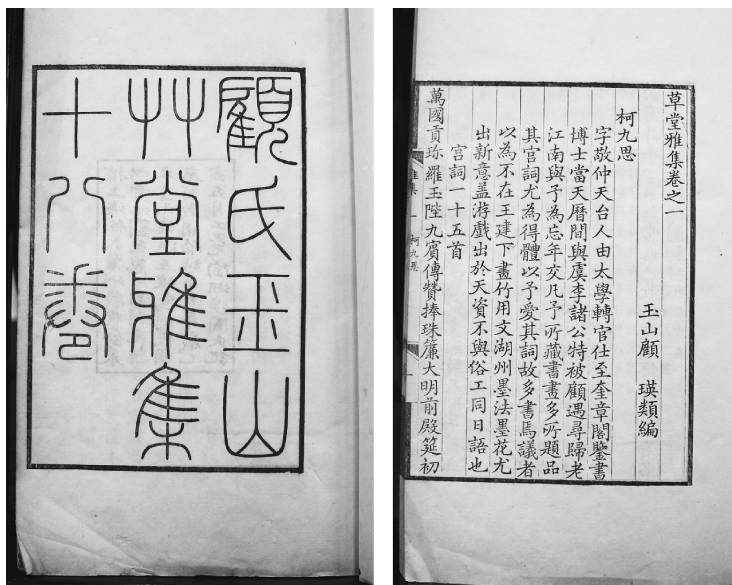 顧氏玉山
艸堂雅集
十八卷
草堂雅集卷之一
玉山顧瑛類編
柯九思
字敬仲天台人由太學轉官仕至奎章閣鑒書
博士當天曆間與虞李諸公特被顧遇尋歸老
江南與予為忘年交凡予所藏書畫多所題品
其宮詞尤為得體以予愛其詞故多書焉議者
以為不在王建下畫竹用文湖州墨法墨花尤
出新意盖游戲出於天資不與俗工同日語也
宮詞一十五首
萬國貢珎羅玉陛九賓傳贊捧珠簾大明前殿筵初
雅集
一
柯九思